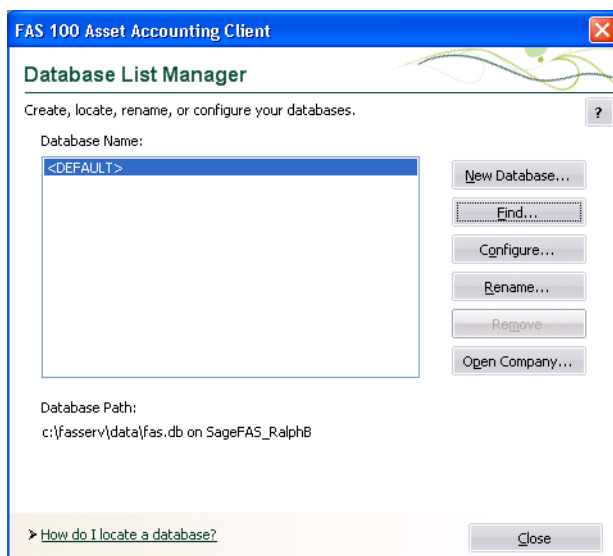 FAS 100 Asset Accounting Client
Database List Manager
Create, locate, rename, or configure your databases.
?
Database Name:
<DEFAULT>
New Database...
Find...
Configure...
Rename...
Remove
Open Company...
Database Path:
c:\fasserv\data\fas.db on SageFAS_RalphB
How do I locate a database?
Close